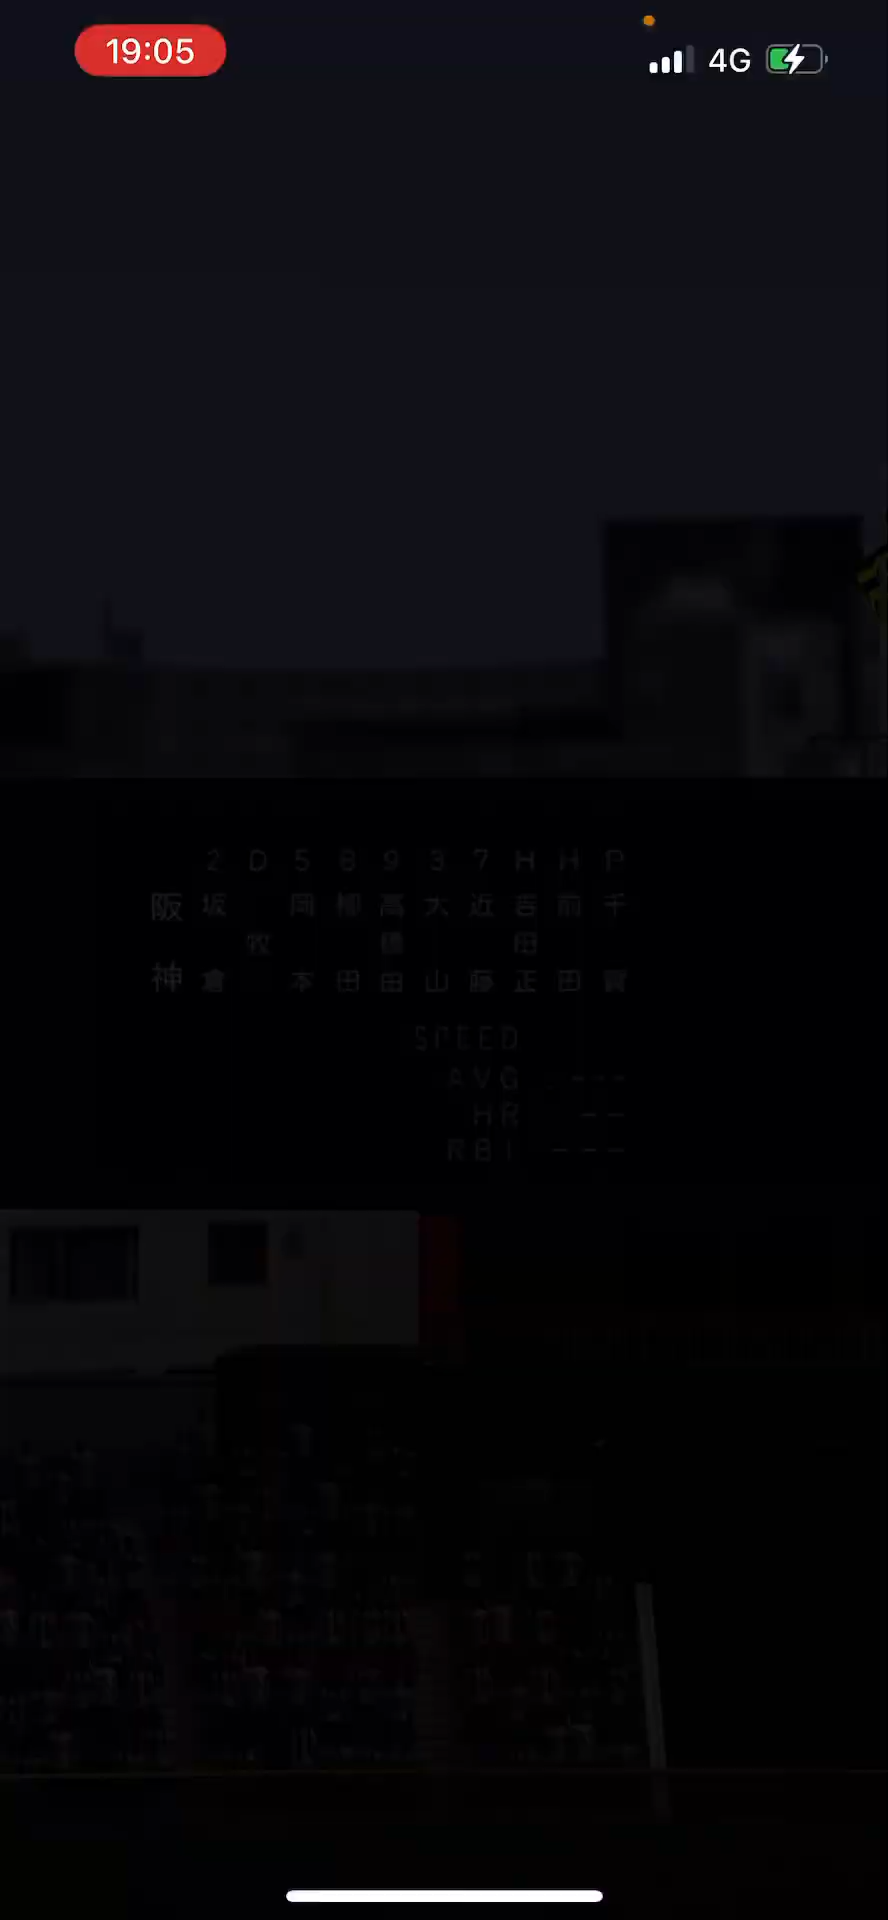 19:05 4G
2 D 5 8 9 3 7 H H P
阪神 坂倉 牧 岡本 柳田 高橋由 大山 近藤 吉田正 前田 千賀
SPEED
AVG ---
HR --
RBI ---